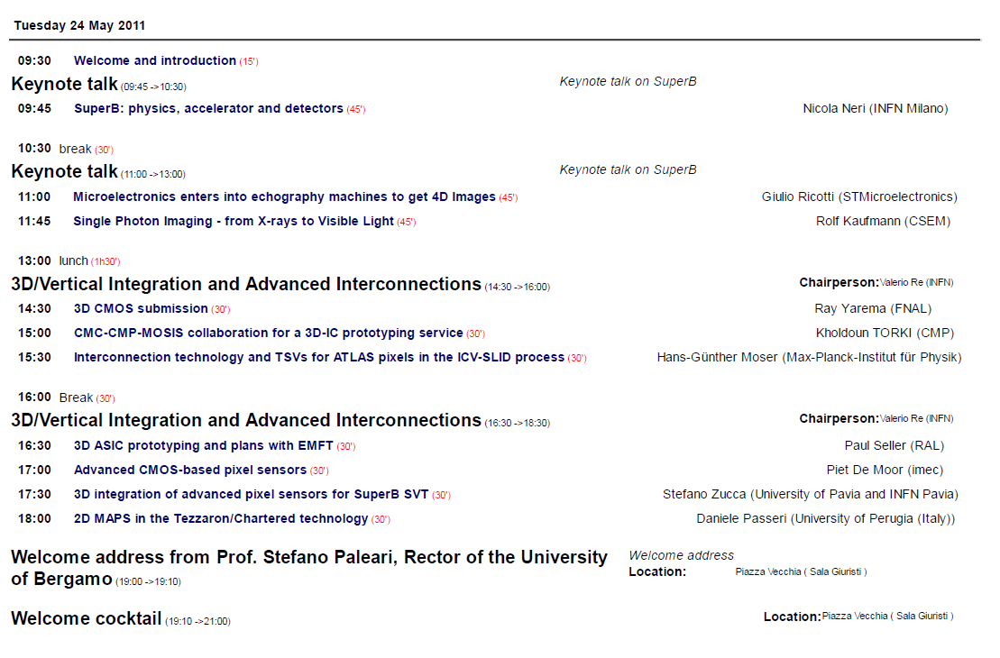 Tuesday 24 May 2011
09:30 Welcome and introduction (15')
Keynote talk (09:45 ->10:30) Keynote talk on SuperB
09:45 SuperB: physics, accelerator and detectors (45') Nicola Neri (INFN Milano)
10:30 break (30')
Keynote talk (11:00 ->13:00) Keynote talk on SuperB
11:00 Microelectronics enters into echography machines to get 4D Images (45') Giulio Ricotti (STMicroelectronics)
11:45 Single Photon Imaging - from X-rays to Visible Light (45') Rolf Kaufmann (CSEM)
13:00 lunch (1h30')
3D/Vertical Integration and Advanced Interconnections (14:30 ->16:00) Chairperson: Valerio Re (INFN)
14:30 3D CMOS submission (30') Ray Yarema (FNAL)
15:00 CMC-CMP-MOSIS collaboration for a 3D-IC prototyping service (30') Kholdoun TORKI (CMP)
15:30 Interconnection technology and TSVs for ATLAS pixels in the ICV-SLID process (30') Hans-Günther Moser (Max-Planck-Institut für Physik)
16:00 Break (30')
3D/Vertical Integration and Advanced Interconnections (16:30 ->18:30) Chairperson: Valerio Re (INFN)
16:30 3D ASIC prototyping and plans with EMFT (30') Paul Seller (RAL)
17:00 Advanced CMOS-based pixel sensors (30') Piet De Moor (imec)
17:30 3D integration of advanced pixel sensors for SuperB SVT (30') Stefano Zucca (University of Pavia and INFN Pavia)
18:00 2D MAPS in the Tezzaron/Chartered technology (30') Daniele Passeri (University of Perugia (Italy))
Welcome address from Prof. Stefano Paleari, Rector of the University
of Bergamo (19:00 ->19:10)
Welcome address
Location: Piazza Vecchia ( Sala Giuristi )
Welcome cocktail (19:10 ->21:00) Location: Piazza Vecchia ( Sala Giuristi )